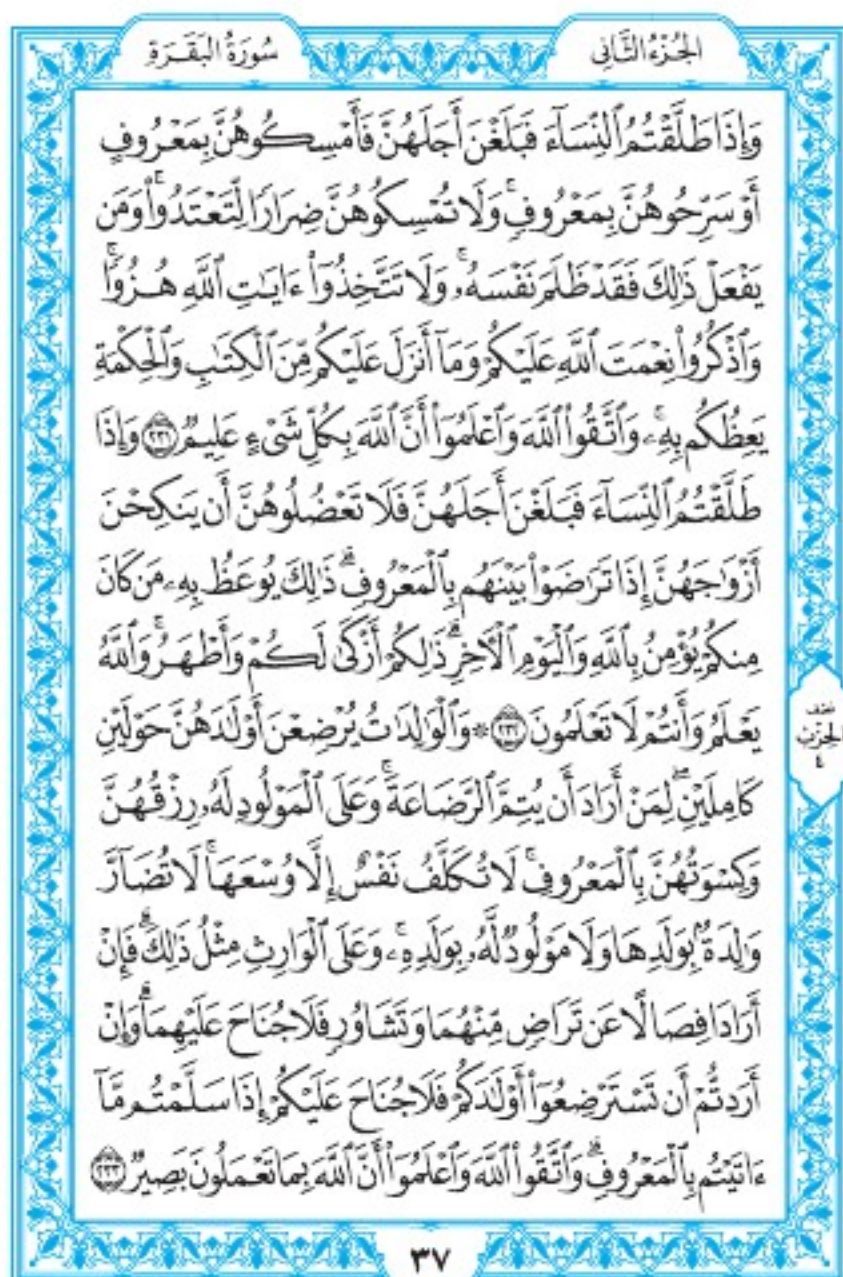 سُورَةُ البَقَرَةِ
الجُزْءُ الثَّانِي
وَإِذَا طَلَّقْتُمُ ٱلنِّسَآءَ فَبَلَغْنَ أَجَلَهُنَّ فَأَمْسِكُوهُنَّ بِمَعْرُوفٍ
أَوْ سَرِّحُوهُنَّ بِمَعْرُوفٖۚ وَلَا تُمْسِكُوهُنَّ ضِرَارٗا لِّتَعْتَدُواْۚ وَمَن
يَفْعَلْ ذَٰلِكَ فَقَدْ ظَلَمَ نَفْسَهُۥۚ وَلَا تَتَّخِذُوٓاْ ءَايَٰتِ ٱللَّهِ هُزُوٗاۚ
وَٱذْكُرُواْ نِعْمَتَ ٱللَّهِ عَلَيْكُمْ وَمَآ أَنزَلَ عَلَيْكُم مِّنَ ٱلْكِتَٰبِ وَٱلْحِكْمَةِ
يَعِظُكُم بِهِۦۚ وَٱتَّقُواْ ٱللَّهَ وَٱعْلَمُوٓاْ أَنَّ ٱللَّهَ بِكُلِّ شَىْءٍ عَلِيمٞ ٢٣١ وَإِذَا
طَلَّقْتُمُ ٱلنِّسَآءَ فَبَلَغْنَ أَجَلَهُنَّ فَلَا تَعْضُلُوهُنَّ أَن يَنكِحْنَ
أَزْوَٰجَهُنَّ إِذَا تَرَٰضَوْاْ بَيْنَهُم بِٱلْمَعْرُوفِۗ ذَٰلِكَ يُوعَظُ بِهِۦ مَن كَانَ
مِنكُمْ يُؤْمِنُ بِٱللَّهِ وَٱلْيَوْمِ ٱلْأٓخِرِۗ ذَٰلِكُمْ أَزْكَىٰ لَكُمْ وَأَطْهَرُۚ وَٱللَّهُ
يَعْلَمُ وَأَنتُمْ لَا تَعْلَمُونَ ٢٣٢ * وَٱلْوَٰلِدَٰتُ يُرْضِعْنَ أَوْلَٰدَهُنَّ حَوْلَيْنِ
كَامِلَيْنِۖ لِمَنْ أَرَادَ أَن يُتِمَّ ٱلرَّضَاعَةَۚ وَعَلَى ٱلْمَوْلُودِ لَهُۥ رِزْقُهُنَّ
وَكِسْوَتُهُنَّ بِٱلْمَعْرُوفِۚ لَا تُكَلَّفُ نَفْسٌ إِلَّا وُسْعَهَاۚ لَا تُضَآرَّ
وَٰلِدَةُۢ بِوَلَدِهَا وَلَا مَوْلُودٞ لَّهُۥ بِوَلَدِهِۦۚ وَعَلَى ٱلْوَارِثِ مِثْلُ ذَٰلِكَۗ فَإِنْ
أَرَادَا فِصَالًا عَن تَرَاضٖ مِّنْهُمَا وَتَشَاوُرٖ فَلَا جُنَاحَ عَلَيْهِمَاۗ وَإِنْ
أَرَدتُّمْ أَن تَسْتَرْضِعُوٓاْ أَوْلَٰدَكُمْ فَلَا جُنَاحَ عَلَيْكُمْ إِذَا سَلَّمْتُم مَّآ
ءَاتَيْتُم بِٱلْمَعْرُوفِۗ وَٱتَّقُواْ ٱللَّهَ وَٱعْلَمُوٓاْ أَنَّ ٱللَّهَ بِمَا تَعْمَلُونَ بَصِيرٞ ٢٣٣
نصف
الحزب
٤
٣٧